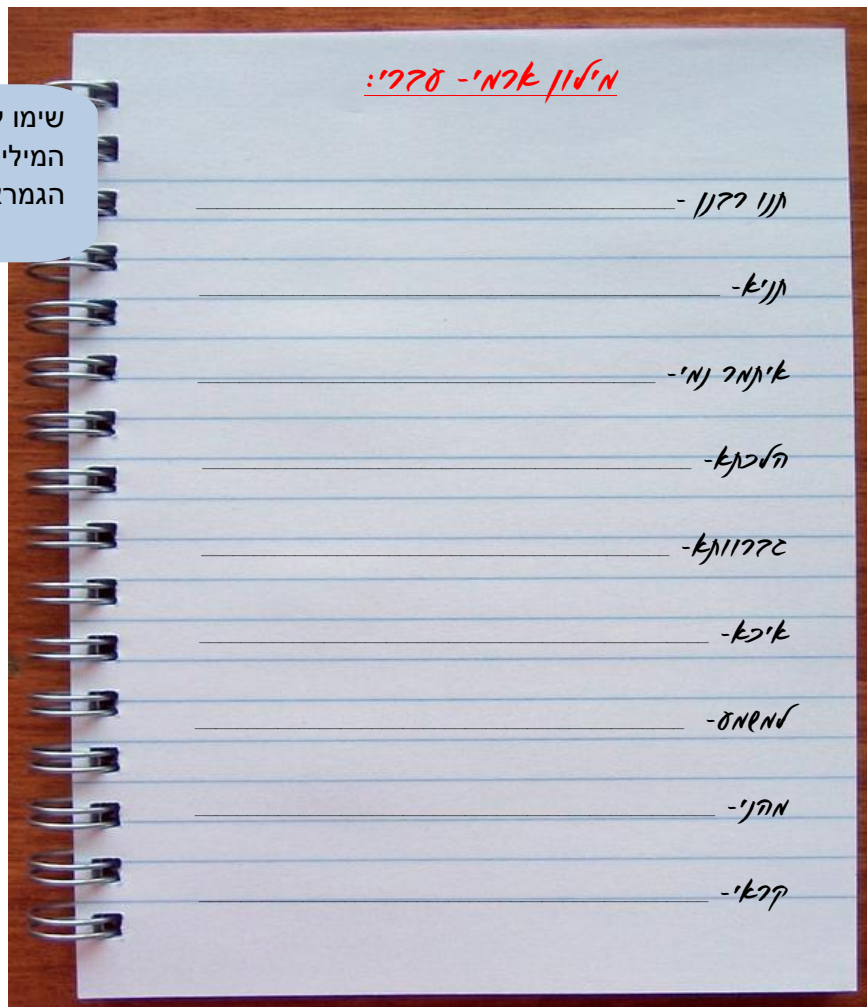 מילון ארמי- עברי:
שימו
המילי
הגמר
תנו רבנן -
תניא-
איתמר נמי-
הלכתא-
גברוותא-
איכא-
למשמע-
מהני-
קראי-